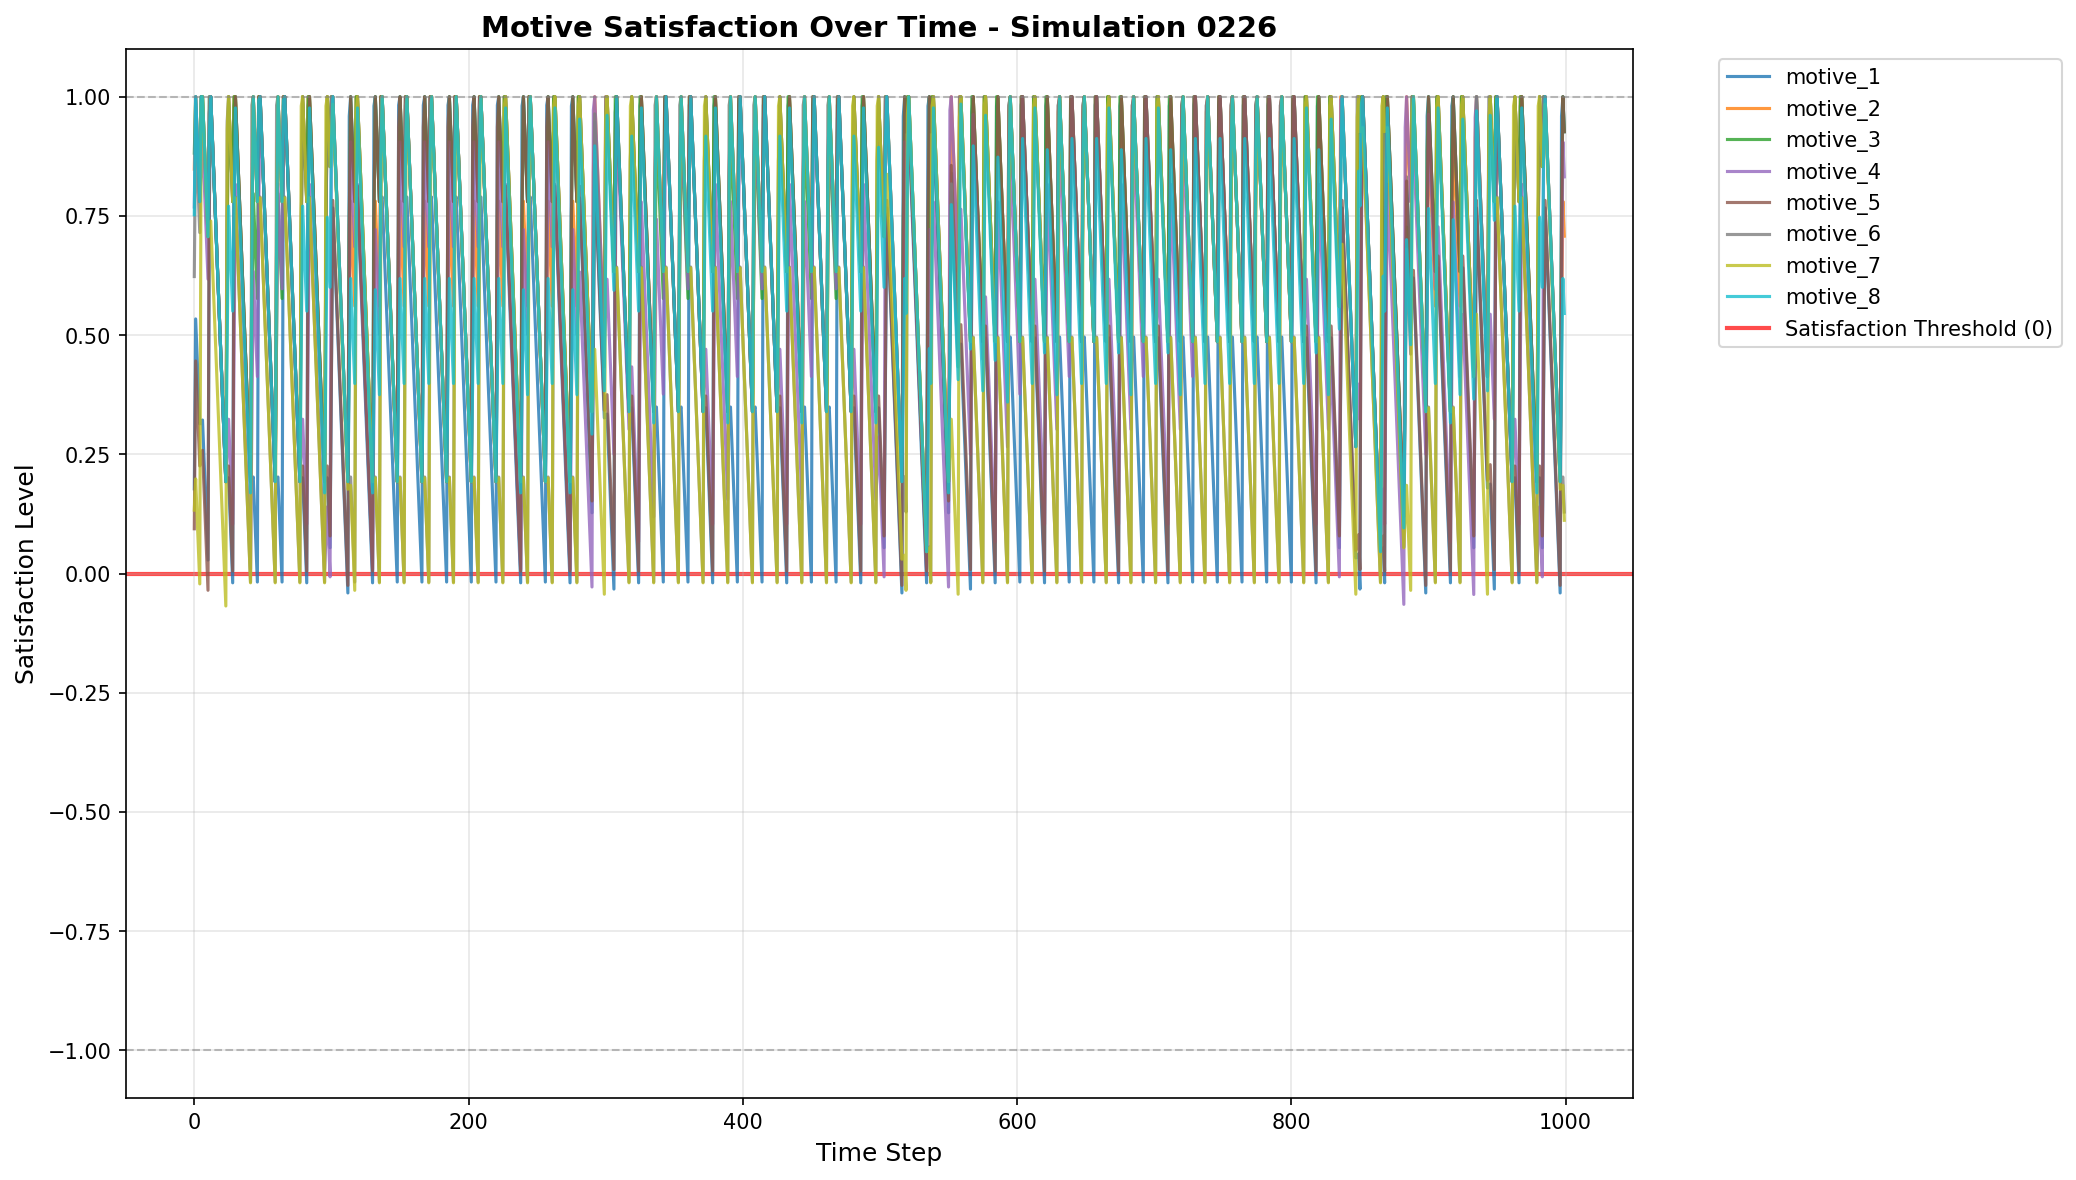 Motive Satisfaction Over Time - Simulation 0226
Satisfaction Level
1.00
0.75
0.50
0.25
0.00
−0.25
−0.50
−0.75
−1.00
0
200
400
600
800
1000
Time Step
motive_1
motive_2
motive_3
motive_4
motive_5
motive_6
motive_7
motive_8
Satisfaction Threshold (0)